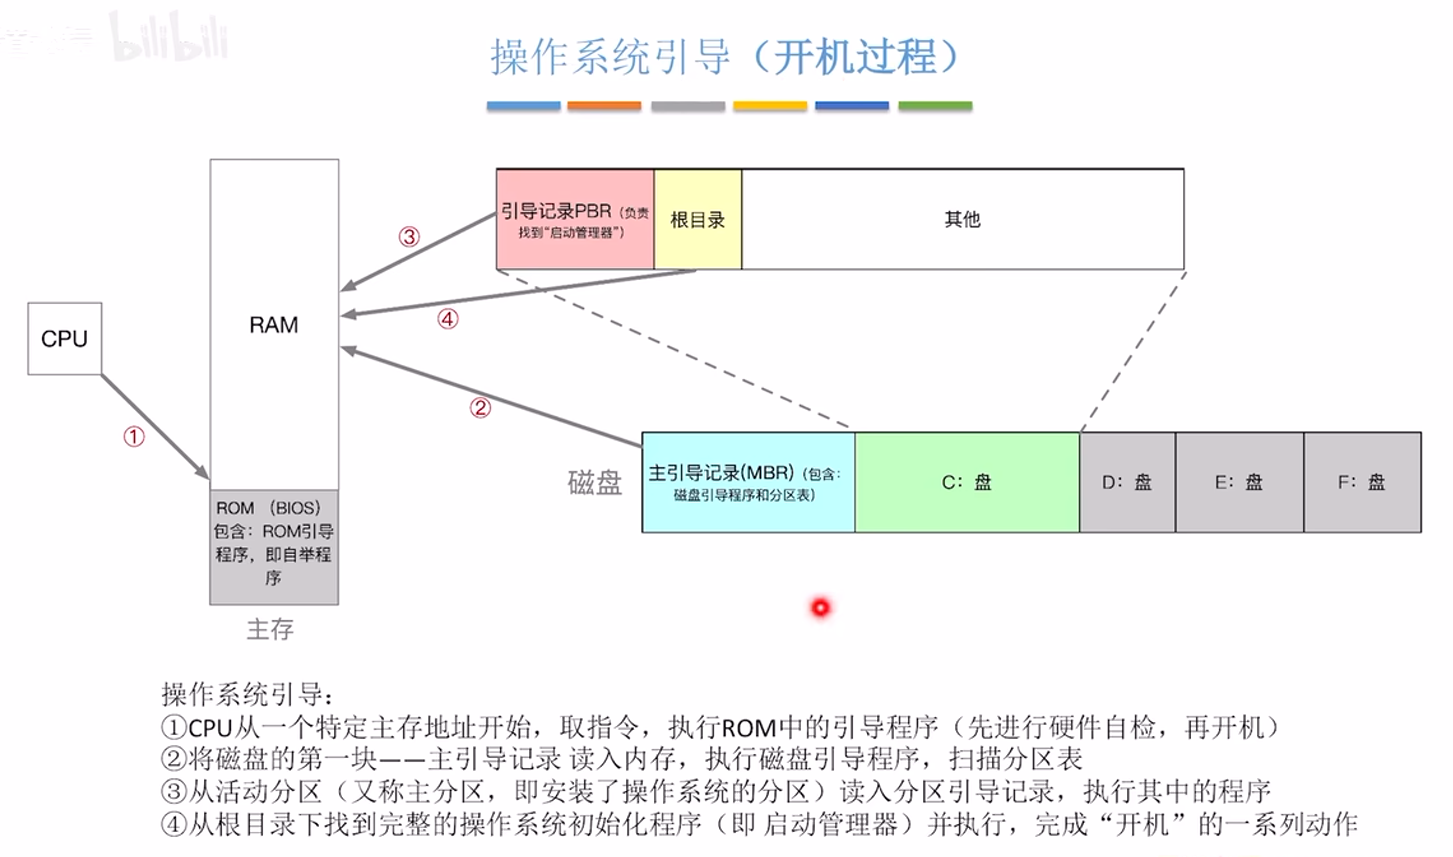 bilibili
操作系统引导（开机过程）
引导记录PBR（负责
找到“启动管理器”）
根目录
其他
③
④
RAM
CPU
①
②
磁盘
主引导记录(MBR)（包含：
磁盘引导程序和分区表）
C：盘
D：盘
E：盘
F：盘
ROM （BIOS）
包含：ROM引导
程序，即自举程
序
主存
操作系统引导：
①CPU从一个特定主存地址开始，取指令，执行ROM中的引导程序（先进行硬件自检，再开机）
②将磁盘的第一块——主引导记录 读入内存，执行磁盘引导程序，扫描分区表
③从活动分区（又称主分区，即安装了操作系统的分区）读入分区引导记录，执行其中的程序
④从根目录下找到完整的操作系统初始化程序（即 启动管理器）并执行，完成“开机”的一系列动作